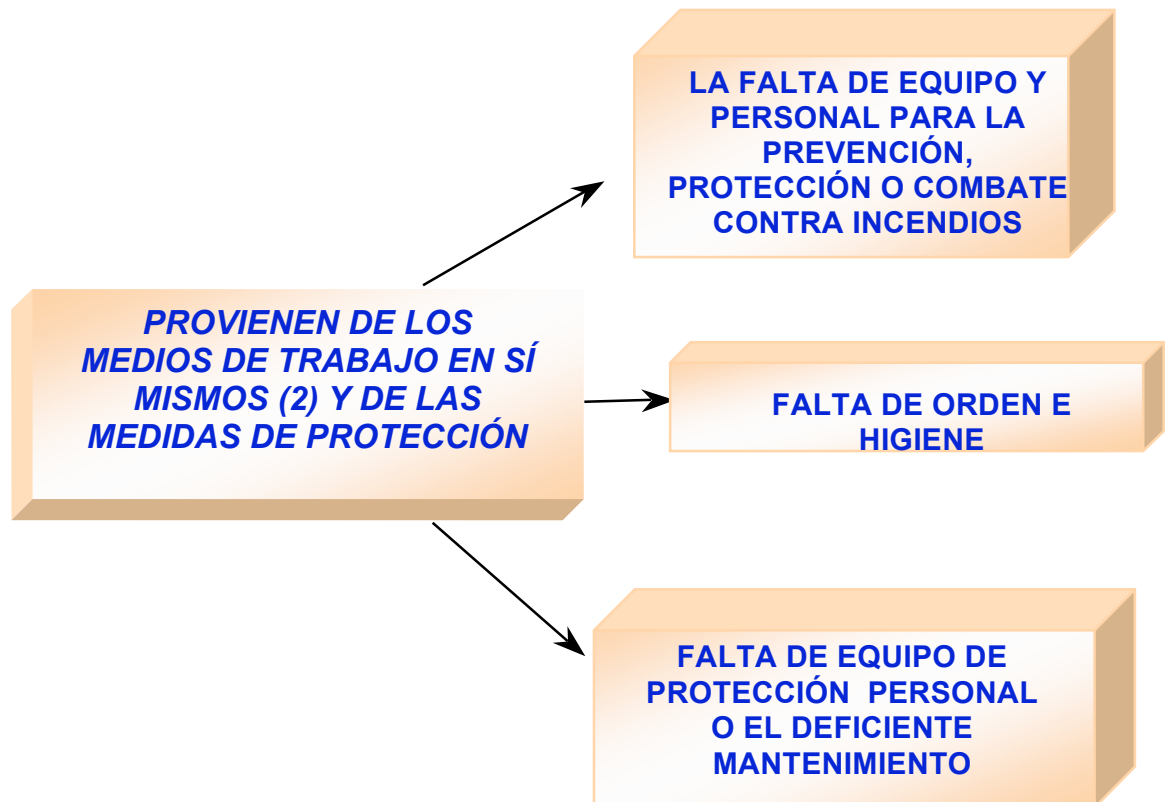 LA FALTA DE EQUIPO Y
PERSONAL PARA LA
PREVENCIÓN,
PROTECCIÓN O COMBATE
CONTRA INCENDIOS
PROVIENEN DE LOS
MEDIOS DE TRABAJO EN SÍ
MISMOS (2) Y DE LAS
MEDIDAS DE PROTECCIÓN
FALTA DE ORDEN E
HIGIENE
FALTA DE EQUIPO DE
PROTECCIÓN PERSONAL
O EL DEFICIENTE
MANTENIMIENTO